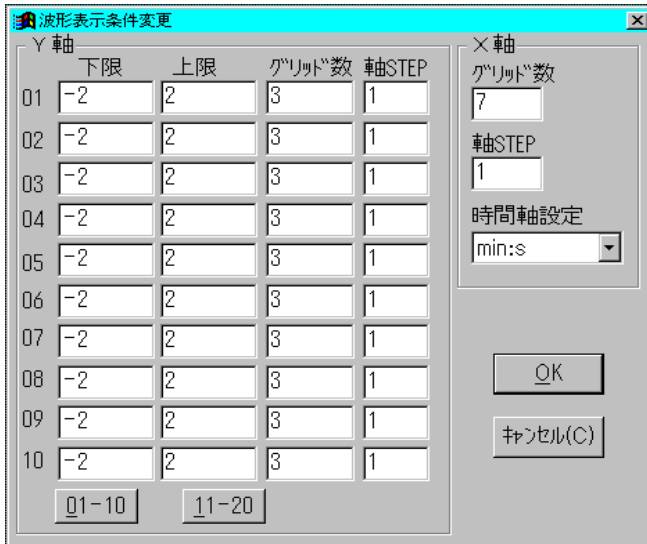 波形表示条件変更
Y 軸
下限 上限 グリッド数 軸STEP
01 -2 2 3 1
02 -2 2 3 1
03 -2 2 3 1
04 -2 2 3 1
05 -2 2 3 1
06 -2 2 3 1
07 -2 2 3 1
08 -2 2 3 1
09 -2 2 3 1
10 -2 2 3 1
01-10 11-20
X 軸
グリッド数
7
軸STEP
1
時間軸設定
min:s
OK
キャンセル(C)